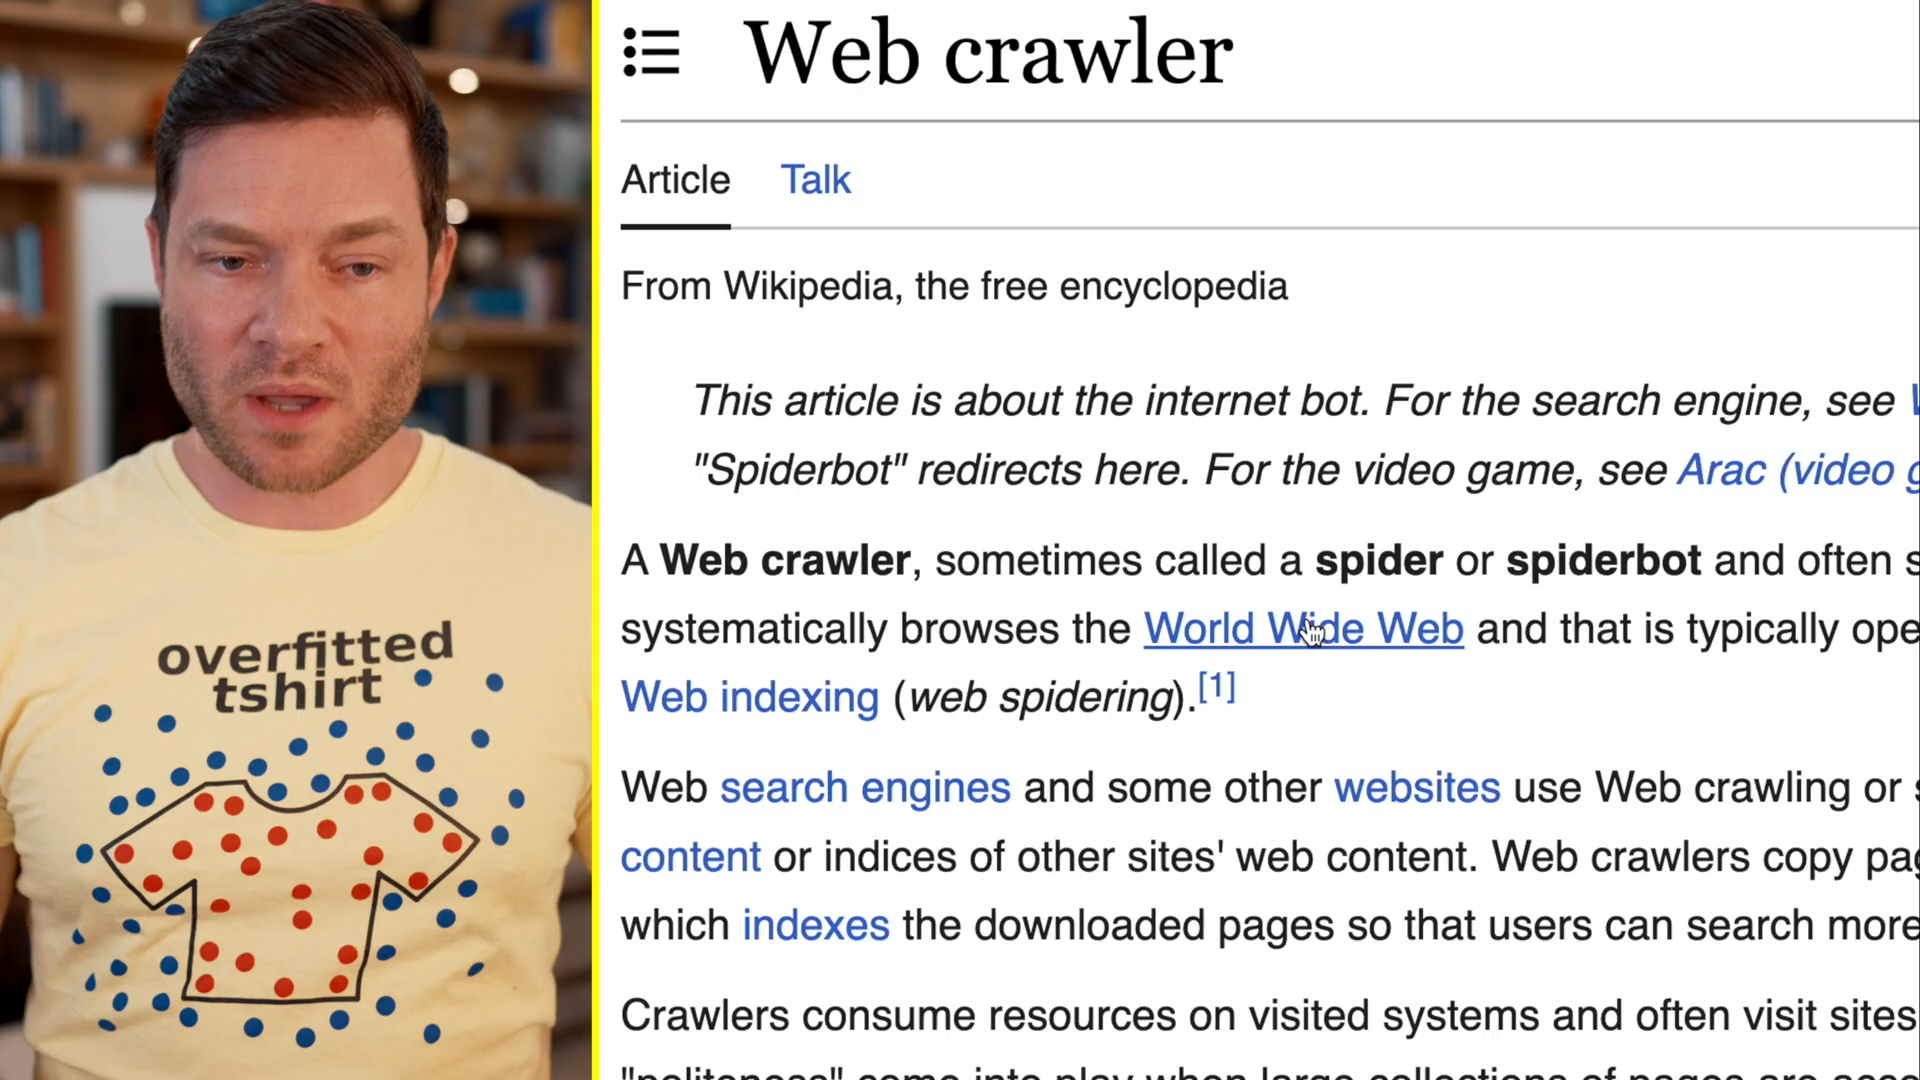 overfitted
tshirt
Web crawler
Article Talk
From Wikipedia, the free encyclopedia
This article is about the internet bot. For the search engine, see
"Spiderbot" redirects here. For the video game, see Arac (video
A Web crawler, sometimes called a spider or spiderbot and often
systematically browses the World Wide Web and that is typically
Web indexing (web spidering).[1]
Web search engines and some other websites use Web crawling or
content or indices of other sites' web content. Web crawlers copy
which indexes the downloaded pages so that users can search more
Crawlers consume resources on visited systems and often visit sites